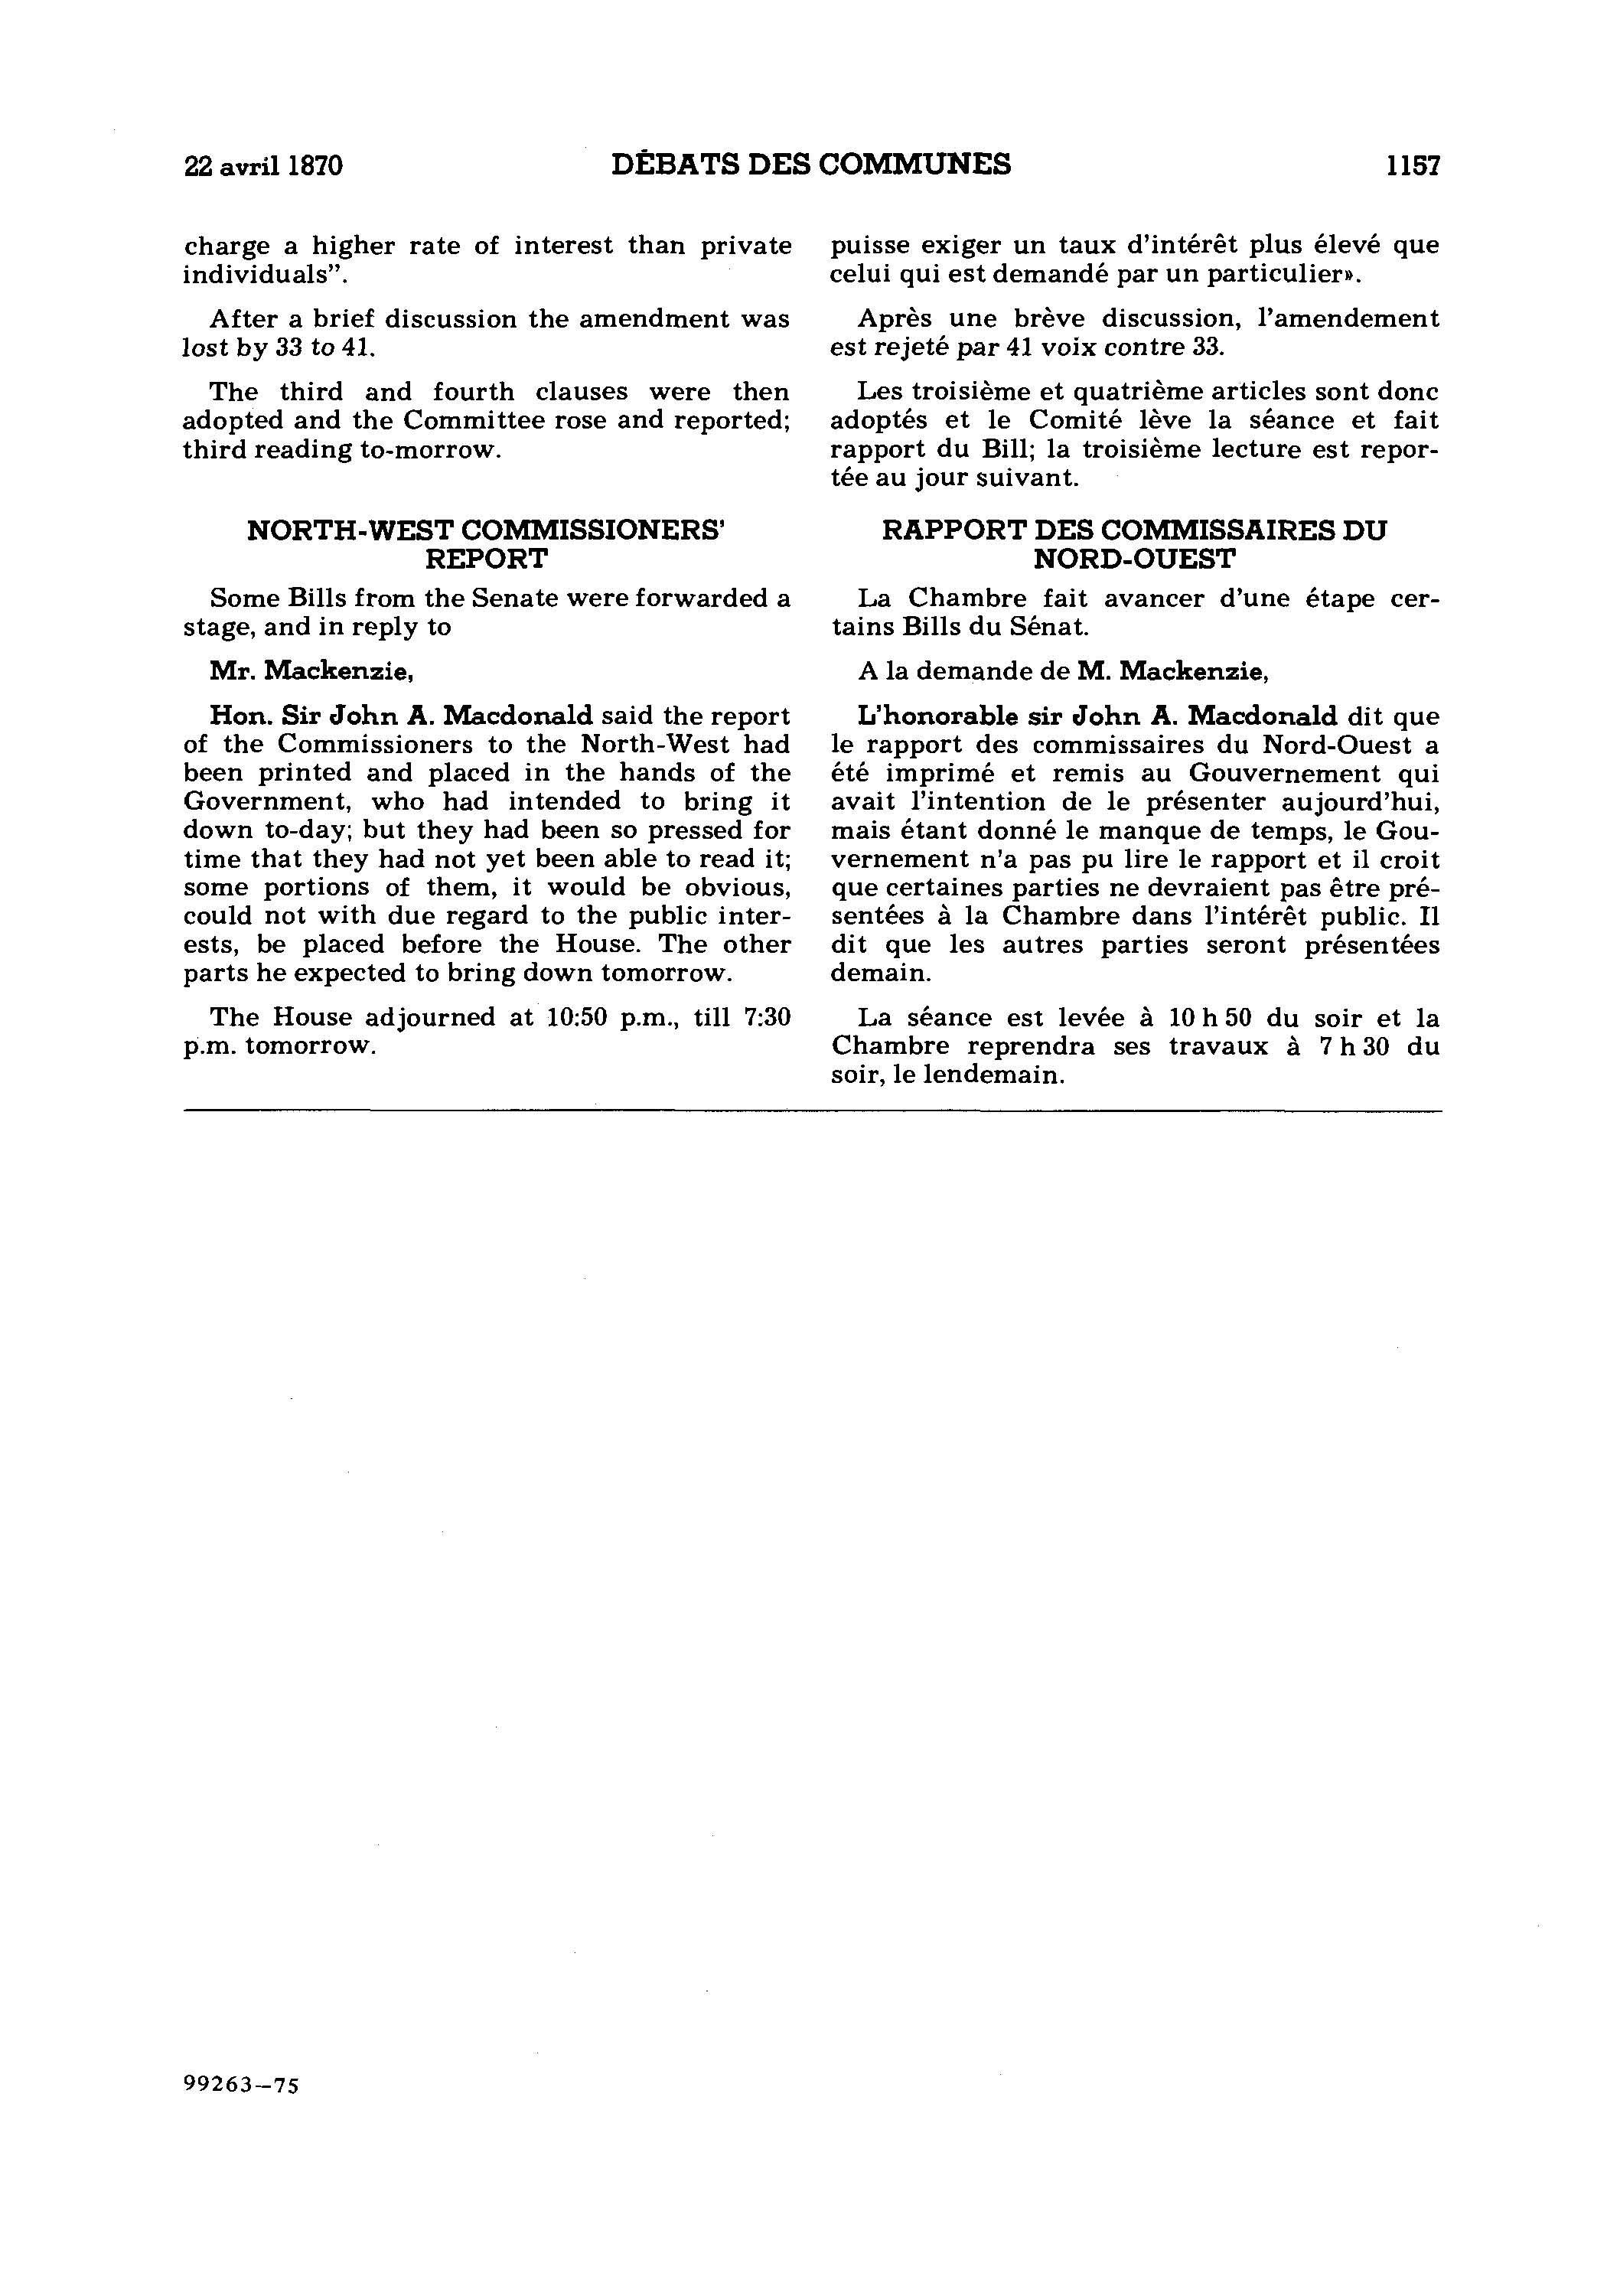 22 avril 1870
DÉBATS DES COMMUNES
1157
charge a higher rate of interest than private
individuals”.
After a brief discussion the amendment was
lost by 33 to 41.
The third and fourth clauses were then
adopted and the Committee rose and reported;
third reading to-morrow.
NORTH-WEST COMMISSIONERS'
REPORT
Some Bills from the Senate were forwarded a
stage, and in reply to
Mr. Mackenzie,
Hon. Sir John A. Macdonald said the report
of the Commissioners to the North-West had
been printed and placed in the hands of the
Government, who had intended to bring it
down to-day; but they had been so pressed for
time that they had not yet been able to read it;
some portions of them, it would be obvious,
could not with due regard to the public inter-
ests, be placed before the House. The other
parts he expected to bring down tomorrow.
The House adjourned at 10:50 p.m., till 7:30
p.m. tomorrow.
puisse exiger un taux d'intérêt plus élevé que
celui qui est demandé par un particulier».
Après une brève discussion, l'amendement
est rejeté par 41 voix contre 33.
Les troisième et quatrième articles sont donc
adoptés et le Comité lève la séance et fait
rapport du Bill; la troisième lecture est repor-
tée au jour suivant.
RAPPORT DES COMMISSAIRES DU
NORD-OUEST
La Chambre fait avancer d'une étape cer-
tains Bills du Sénat.
A la demande de M. Mackenzie,
L'honorable sir John A. Macdonald dit que
le rapport des commissaires du Nord-Ouest a
été imprimé et remis au Gouvernement qui
avait l'intention de le présenter aujourd'hui,
mais étant donné le manque de temps, le Gou-
vernement n'a pas pu lire le rapport et il croit
que certaines parties ne devraient pas être pré-
sentées à la Chambre dans l'intérêt public. Il
dit que les autres parties seront présentées
demain.
La séance est levée à 10 h 50 du soir et la
Chambre reprendra ses travaux à 7 h 30 du
soir, le lendemain.
99263—75